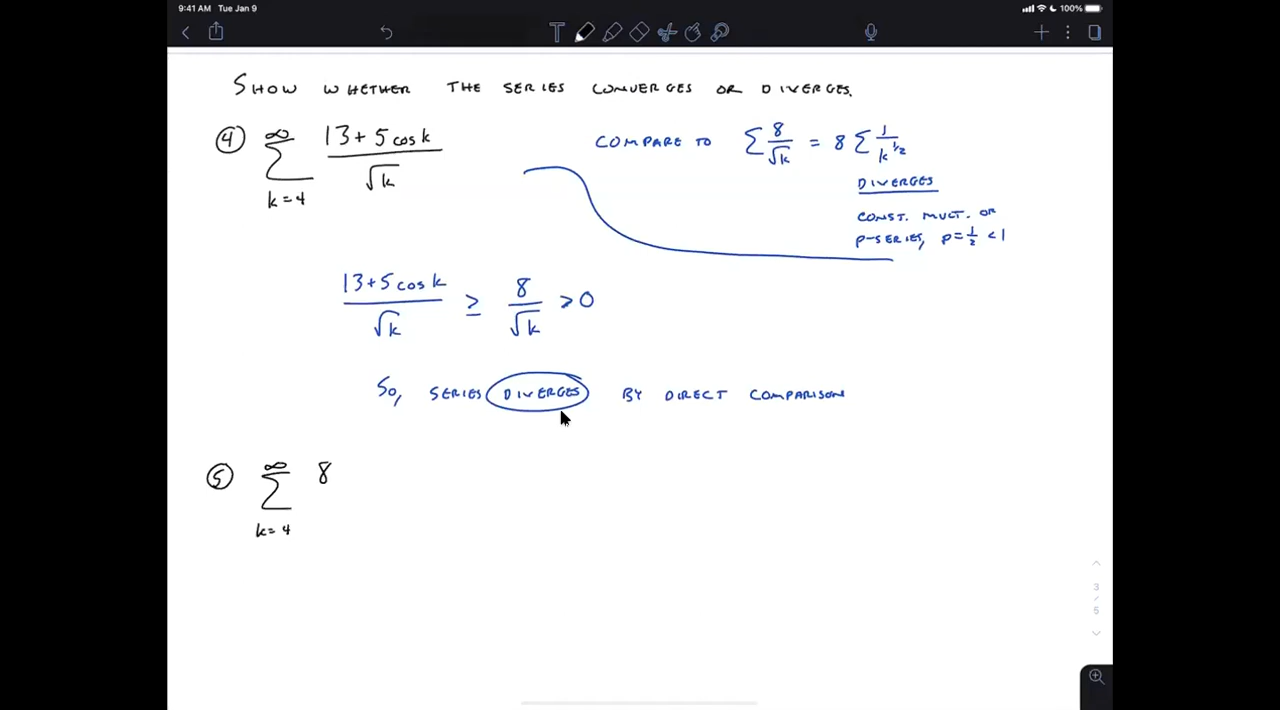 9:41 AM Tue Jan 9
100%
SHOW WHETHER THE SERIES CONVERGES OR DIVERGES.
④ ∞ Σ k=4 (13 + 5 cos k)/√k
COMPARE TO Σ 8/√k = 8 Σ 1/k^1/2
DIVERGES
CONST. MULT. OF
P-SERIES, p = 1/2 < 1
(13 + 5 cos k)/√k ≥ 8/√k > 0
SO, SERIES DIVERGES BY DIRECT COMPARISON
⑤ ∞ Σ k=4 8
3
/
5